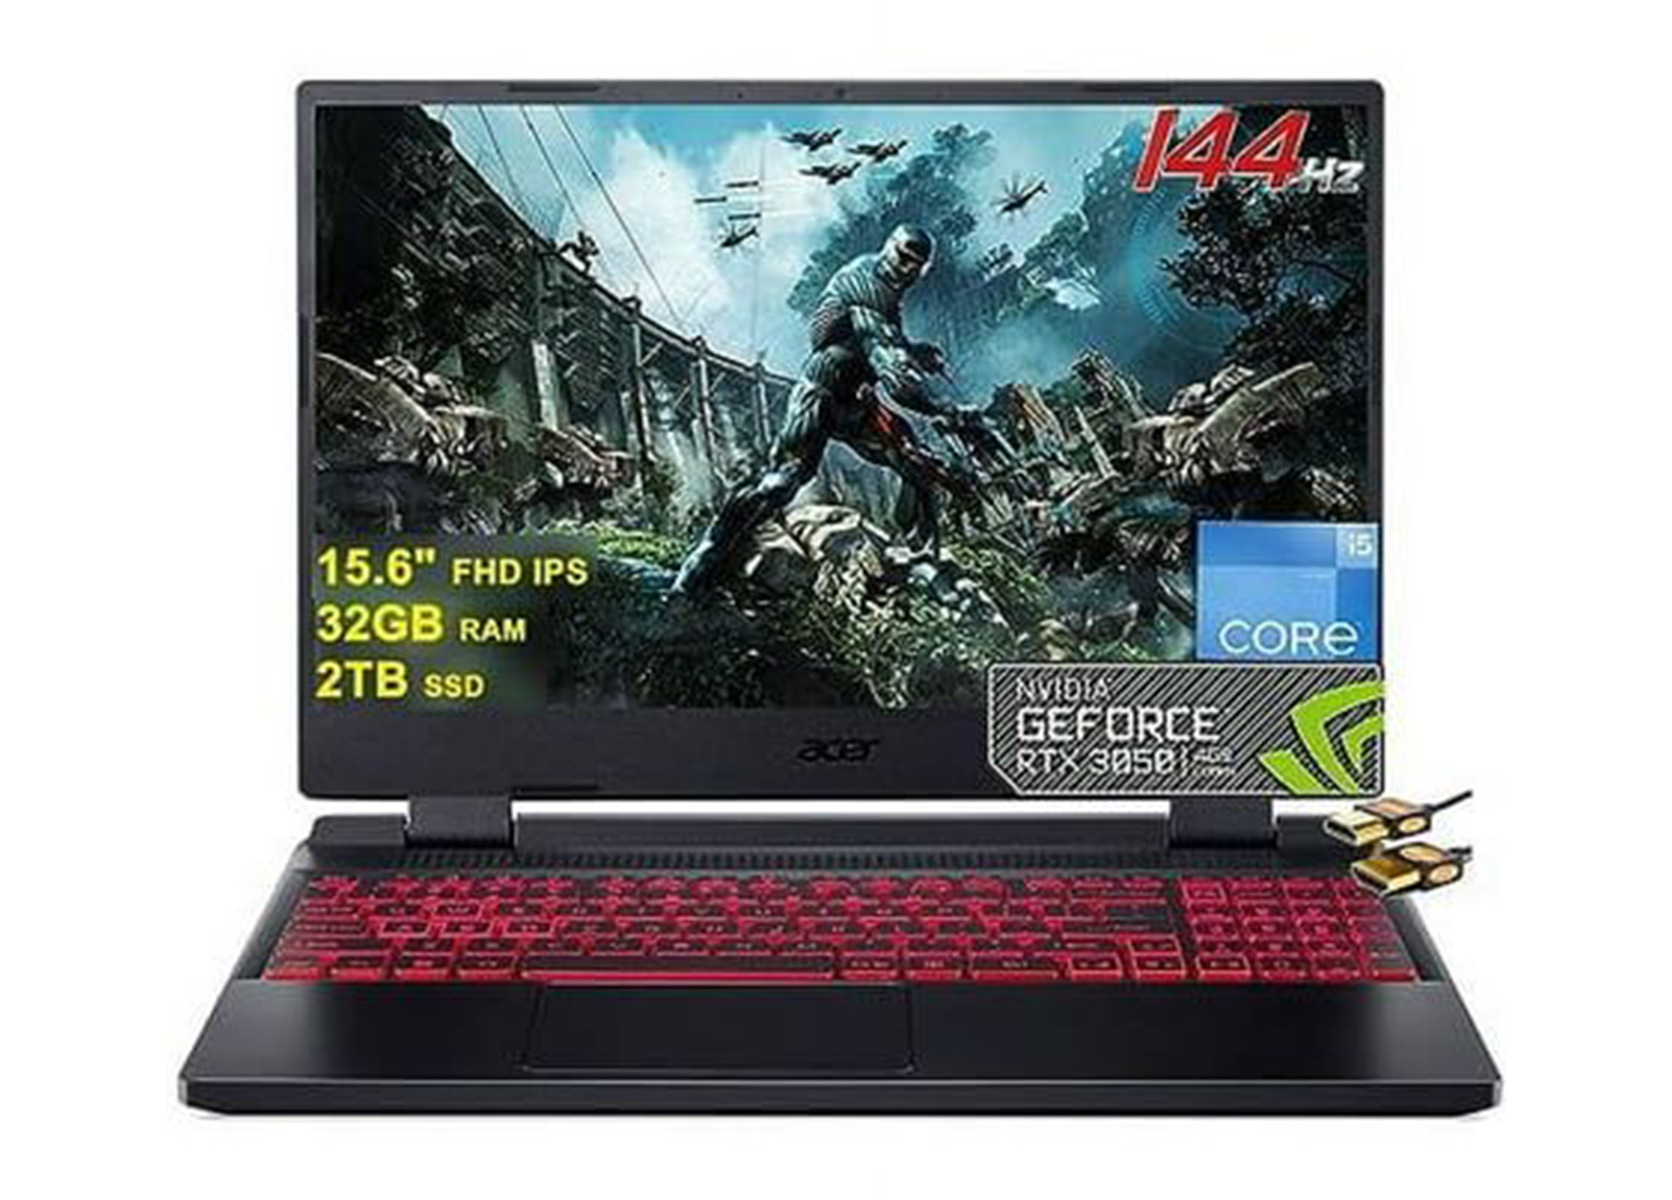 144Hz
15.6" FHD IPS
32GB RAM
2TB SSD
i5
CORe
acer
NVIDIA
GEFORCE
RTX 3050